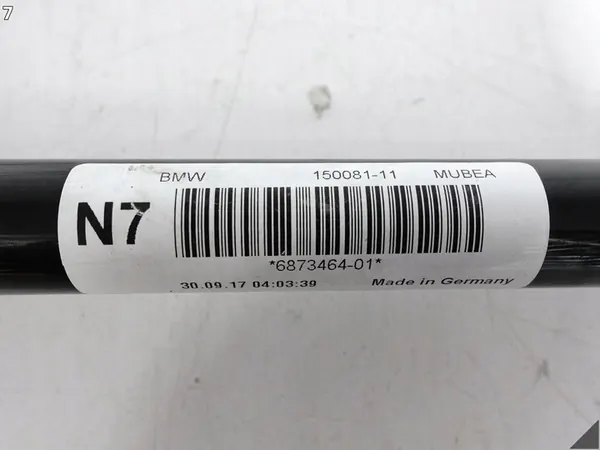 7
BMW 150081-11 MUBEA
N7
*6873464-01*
30.09.17 04:03:39 Made in Germany